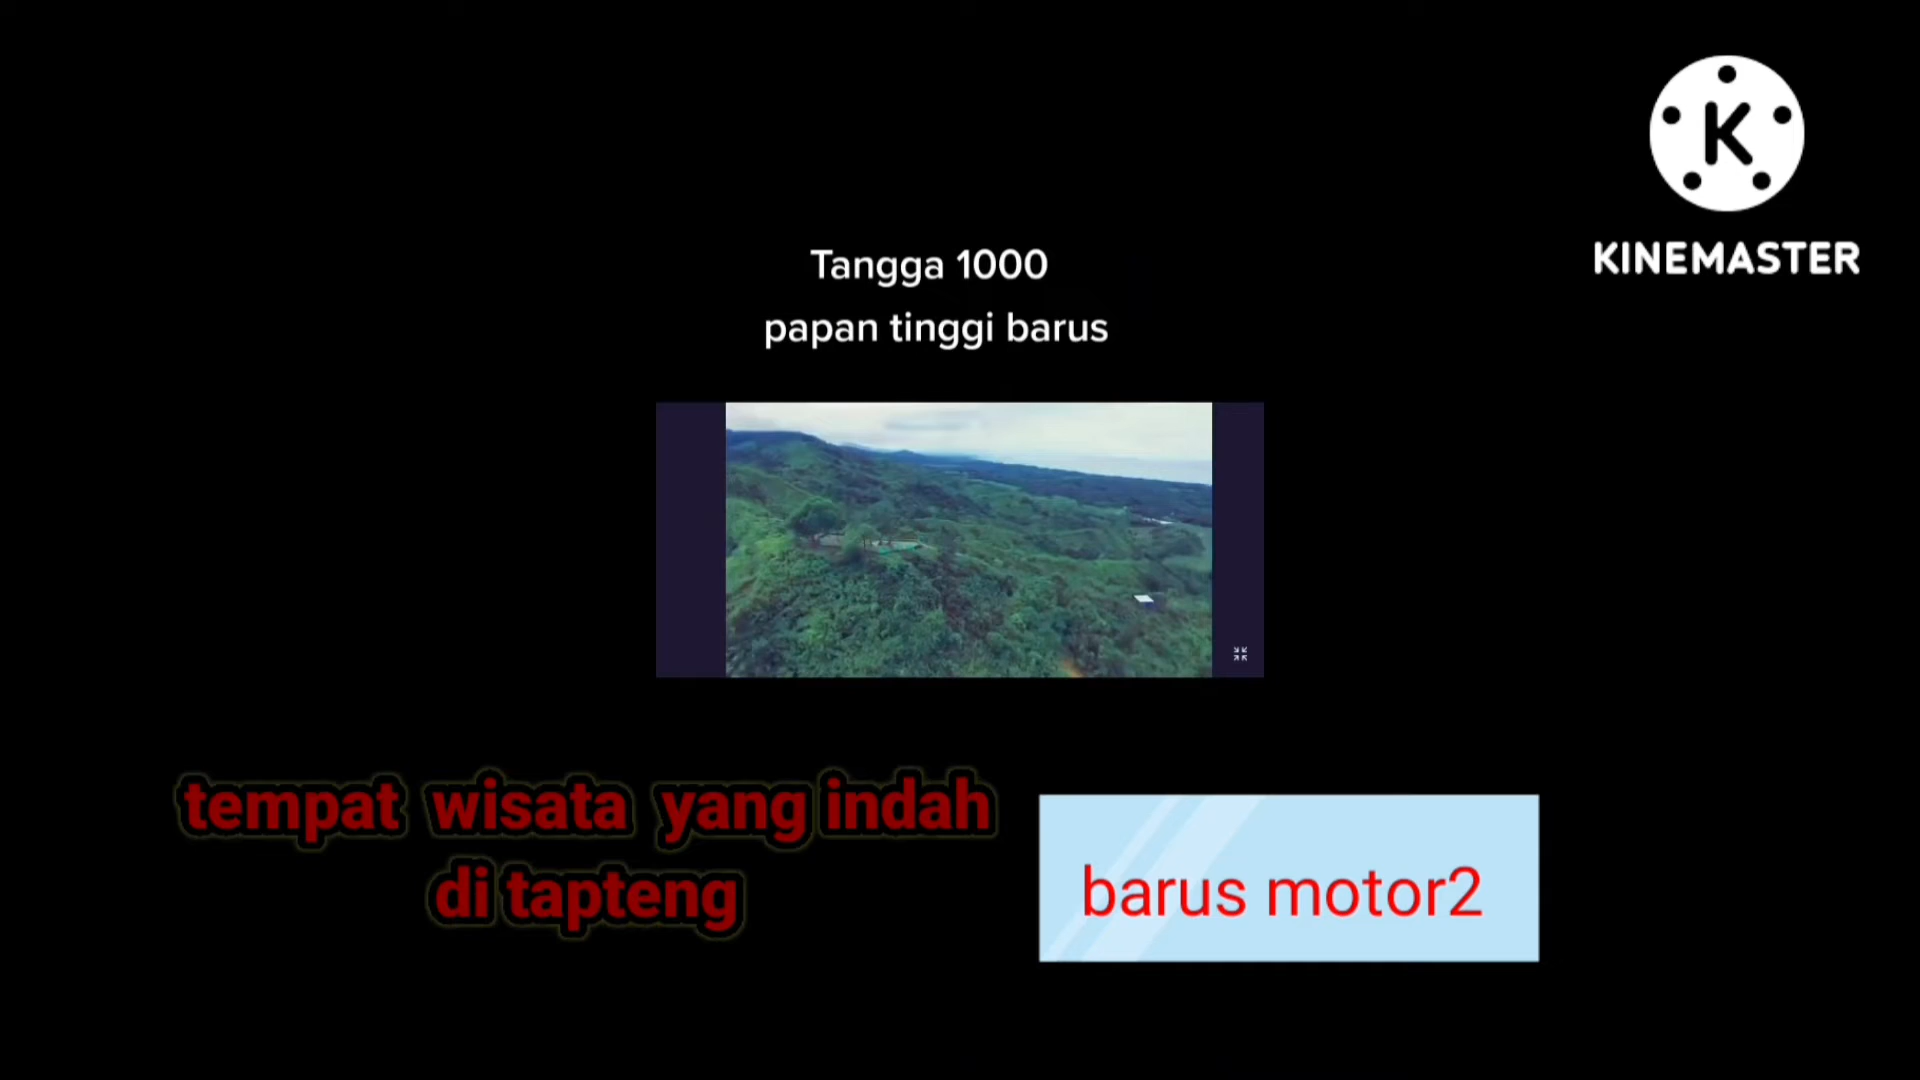 K
KINEMASTER
Tangga 1000
papan tinggi barus
tempat wisata yang indah
di tapteng
barus motor2